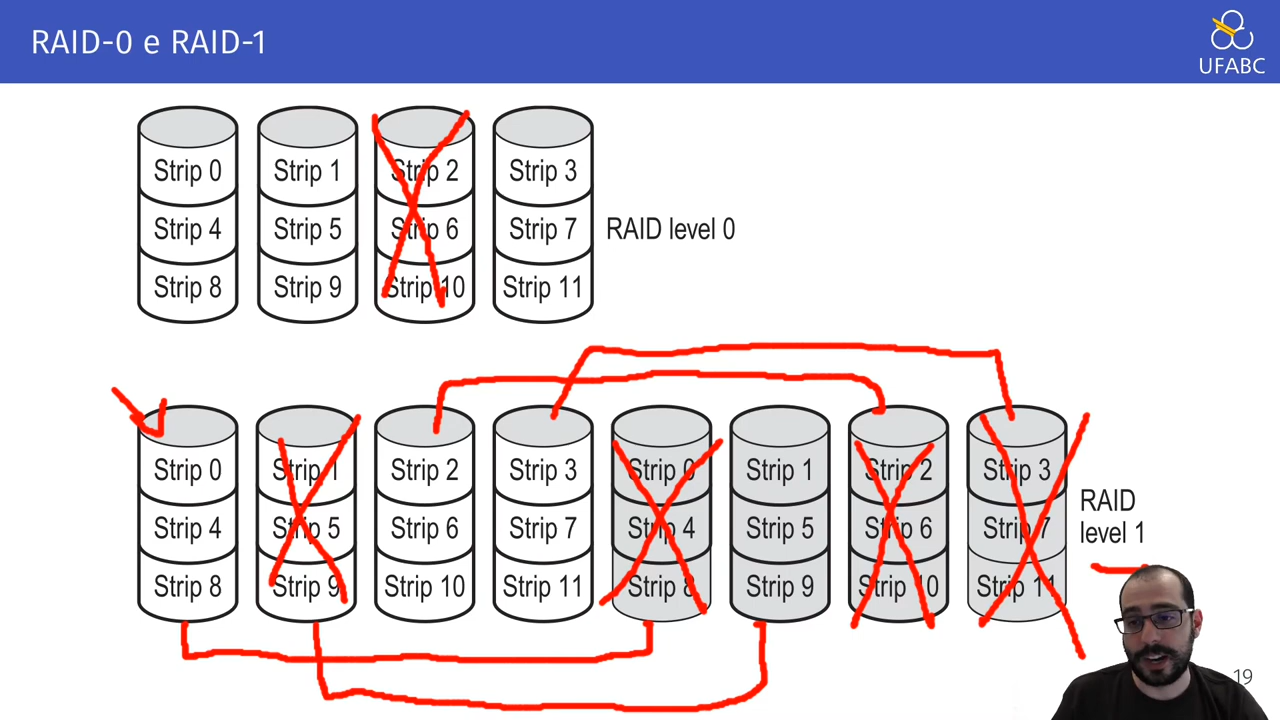 RAID-0 e RAID-1
UFABC
Strip 0 Strip 1 Strip 2 Strip 3
Strip 4 Strip 5 Strip 6 Strip 7 RAID level 0
Strip 8 Strip 9 Strip 10 Strip 11
Strip 0 Strip 1 Strip 2 Strip 3 Strip 0 Strip 1 Strip 2 Strip 3
Strip 4 Strip 5 Strip 6 Strip 7 Strip 4 Strip 5 Strip 6 Strip 7
Strip 8 Strip 9 Strip 10 Strip 11 Strip 8 Strip 9 Strip 10 Strip 11
RAID
level 1
19